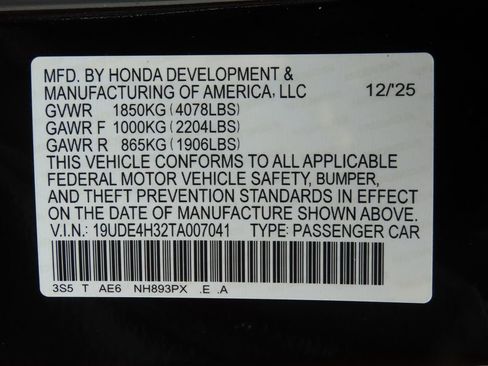 MFD. BY HONDA DEVELOPMENT &
MANUFACTURING OF AMERICA, LLC 12/'25
GVWR 1850KG (4078LBS)
GAWR F 1000KG (2204LBS)
GAWR R 865KG (1906LBS)
THIS VEHICLE CONFORMS TO ALL APPLICABLE
FEDERAL MOTOR VEHICLE SAFETY, BUMPER,
AND THEFT PREVENTION STANDARDS IN EFFECT
ON THE DATE OF MANUFACTURE SHOWN ABOVE.
V.I.N.: 19UDE4H32TA007041 TYPE: PASSENGER CAR
3S5 T AE6 NH893PX .E .A